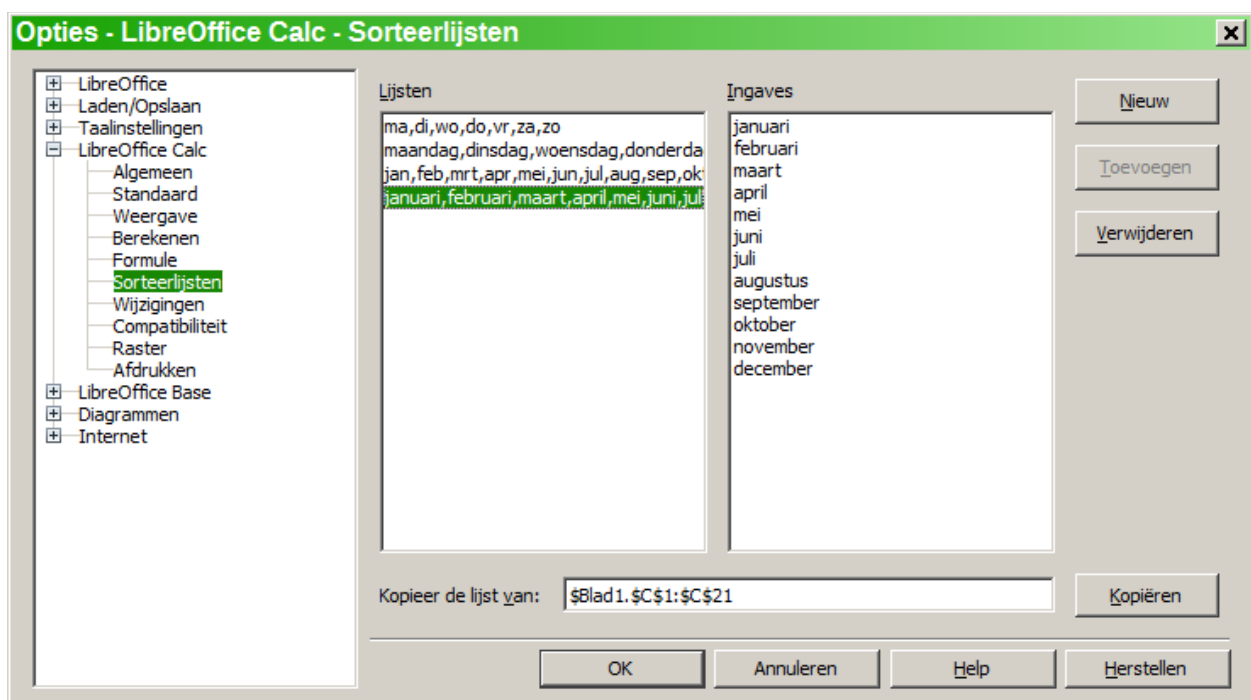 Opties - LibreOffice Calc - Sorteerlijsten
LibreOffice
Laden/Opslaan
Taalinstellingen
LibreOffice Calc
Algemeen
Standaard
Weergave
Berekenen
Formule
Sorteerlijsten
Wijzigingen
Compatibiliteit
Raster
Afdrukken
LibreOffice Base
Diagrammen
Internet
Lijsten
ma,di,wo,do,vr,za,zo
maandag,dinsdag,woensdag,donderda
jan,feb,mrt,apr,mei,jun,jul,aug,sep,okt
januari,februari,maart,april,mei,juni,jul
Ingaves
januari
februari
maart
april
mei
juni
juli
augustus
september
oktober
november
december
Nieuw
Toevoegen
Verwijderen
Kopieer de lijst van:
$Blad1.$C$1:$C$21
Kopiëren
OK
Annuleren
Help
Herstellen